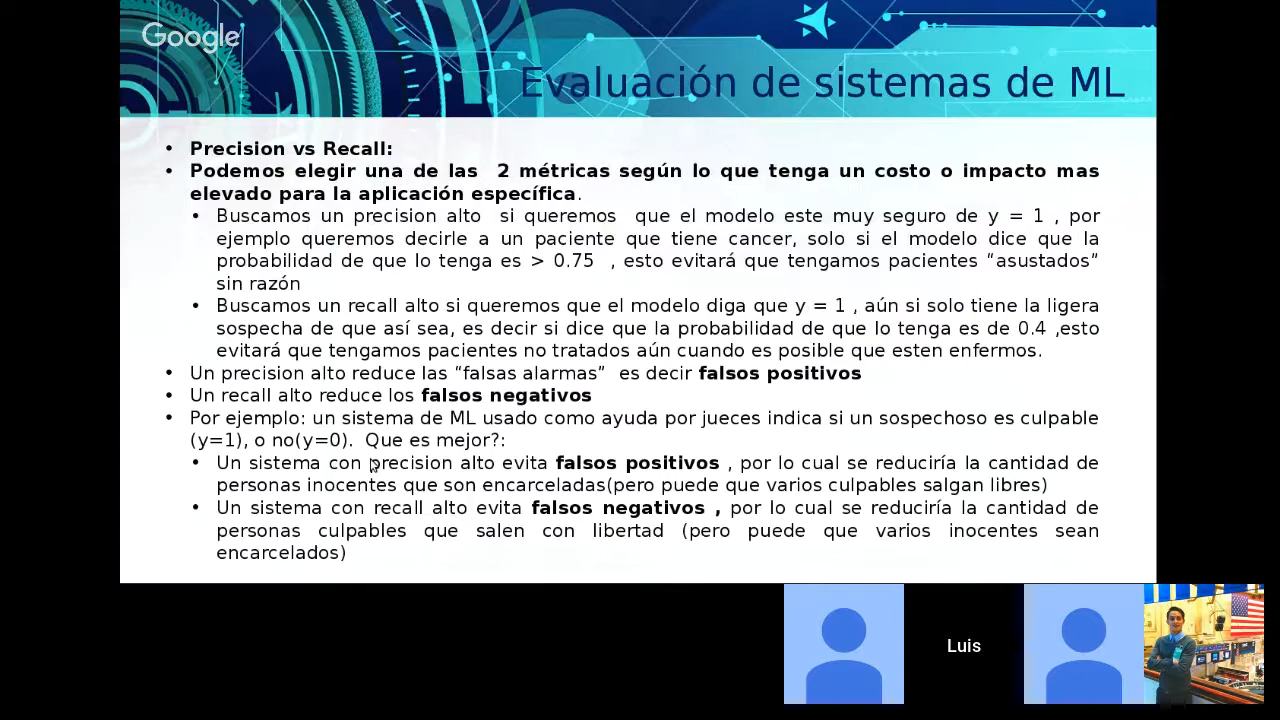 Google
Evaluación de sistemas de ML
• Precision vs Recall:
• Podemos elegir una de las 2 métricas según lo que tenga un costo o impacto mas
elevado para la aplicación específica.
• Buscamos un precision alto si queremos que el modelo este muy seguro de y = 1 , por
ejemplo queremos decirle a un paciente que tiene cancer, solo si el modelo dice que la
probabilidad de que lo tenga es > 0.75 , esto evitará que tengamos pacientes “asustados”
sin razón
• Buscamos un recall alto si queremos que el modelo diga que y = 1 , aún si solo tiene la ligera
sospecha de que así sea, es decir si dice que la probabilidad de que lo tenga es de 0.4 ,esto
evitará que tengamos pacientes no tratados aún cuando es posible que esten enfermos.
• Un precision alto reduce las “falsas alarmas” es decir falsos positivos
• Un recall alto reduce los falsos negativos
• Por ejemplo: un sistema de ML usado como ayuda por jueces indica si un sospechoso es culpable
(y=1), o no(y=0). Que es mejor?:
• Un sistema con precision alto evita falsos positivos , por lo cual se reduciría la cantidad de
personas inocentes que son encarceladas(pero puede que varios culpables salgan libres)
• Un sistema con recall alto evita falsos negativos , por lo cual se reduciría la cantidad de
personas culpables que salen con libertad (pero puede que varios inocentes sean
encarcelados)
Luis